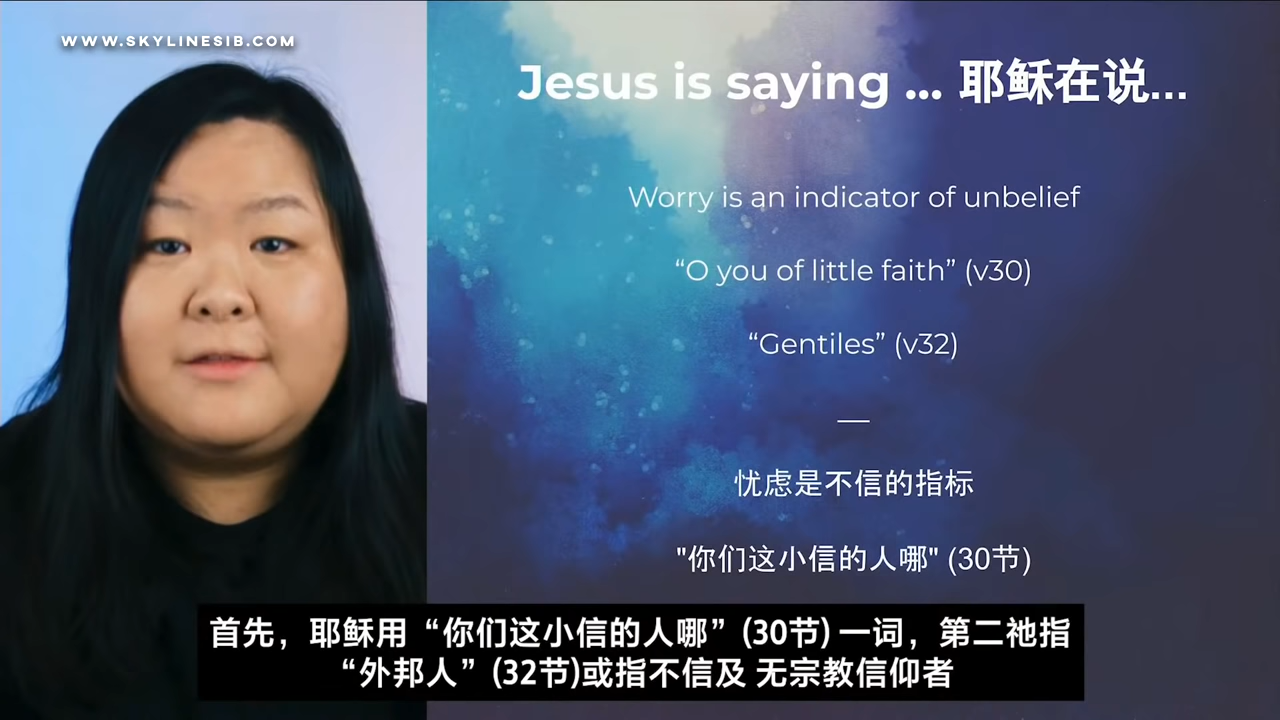 WWW.SKYLINESIB.COM
Jesus is saying ... 耶稣在说...
Worry is an indicator of unbelief
“O you of little faith” (v30)
“Gentiles” (v32)
—
忧虑是不信的指标
"你们这小信的人哪" (30节)
首先，耶稣用“你们这小信的人哪”(30节) 一词，第二祂指
“外邦人”(32节)或指不信及 无宗教信仰者